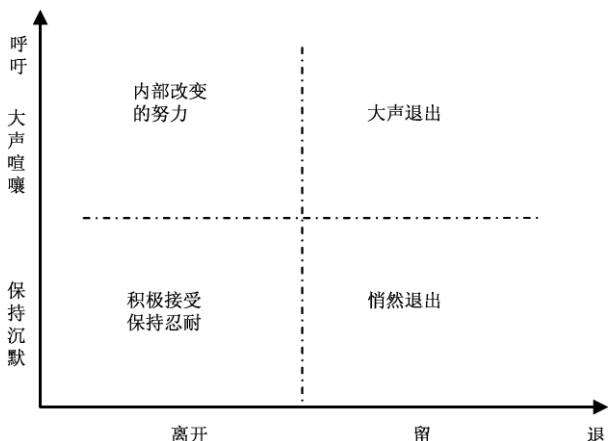 呼吁
大声喧嚷
保持沉默
内部改变
的努力
大声退出
积极接受
保持忍耐
悄然退出
离开
留
退